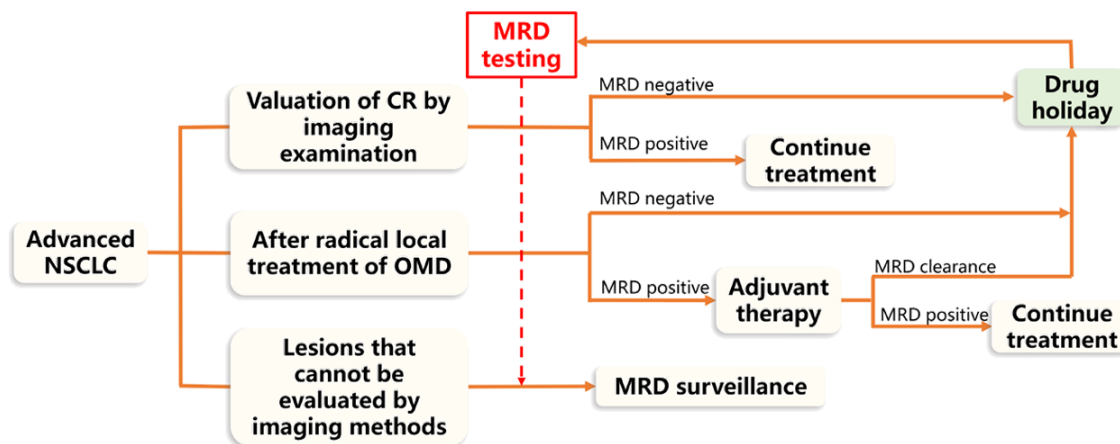 MRD
testing
MRD negative
Drug
holiday
Valuation of CR by
imaging
examination
MRD positive
Continue
treatment
MRD negative
Advanced
NSCLC
After radical local
treatment of OMD
MRD positive
Adjuvant
therapy
MRD clearance
MRD positive
Continue
treatment
Lesions that
cannot be
evaluated by
imaging methods
MRD surveillance